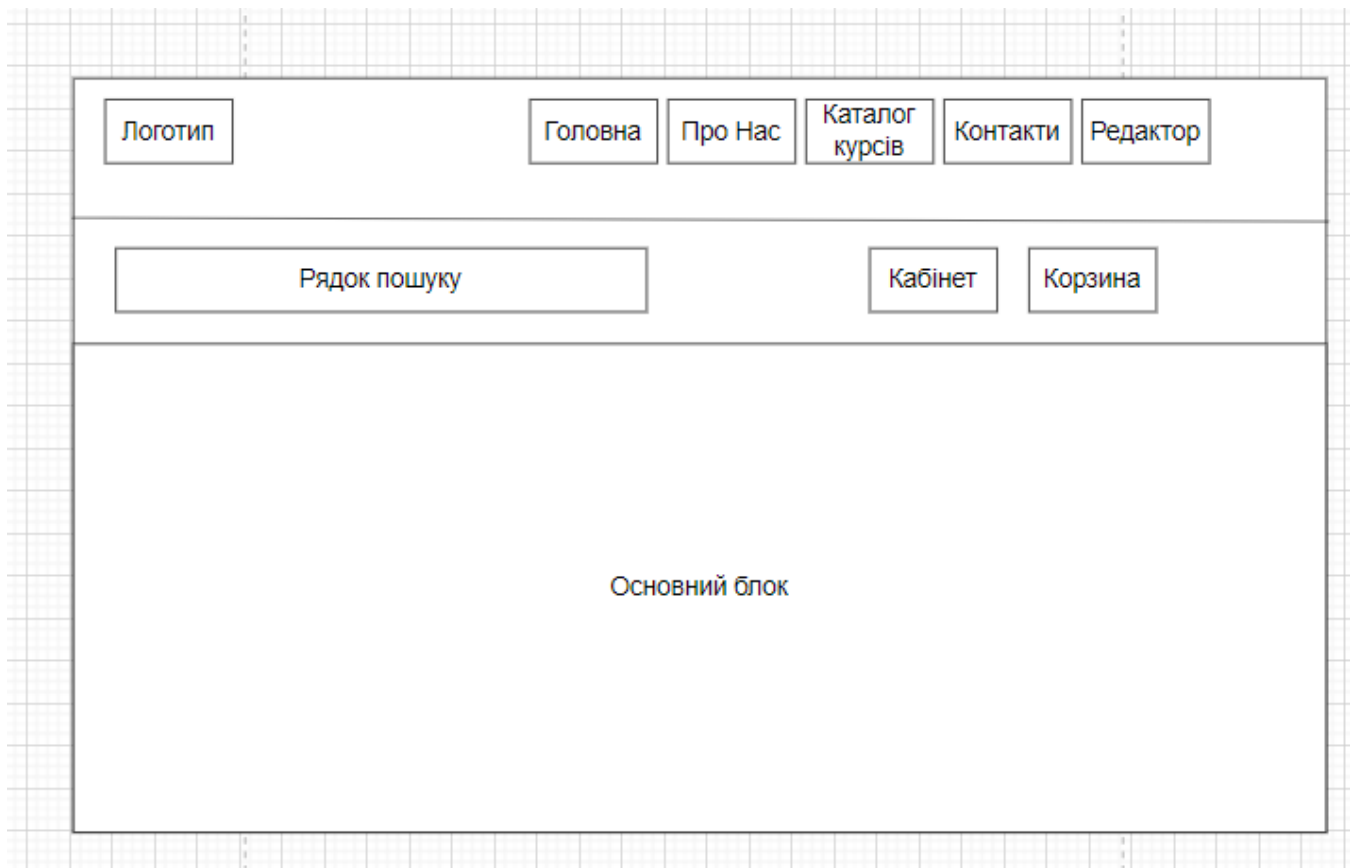 Логотип
Головна
Про Нас
Каталог
курсів
Контакти
Редактор
Рядок пошуку
Кабінет
Корзина
Основний блок